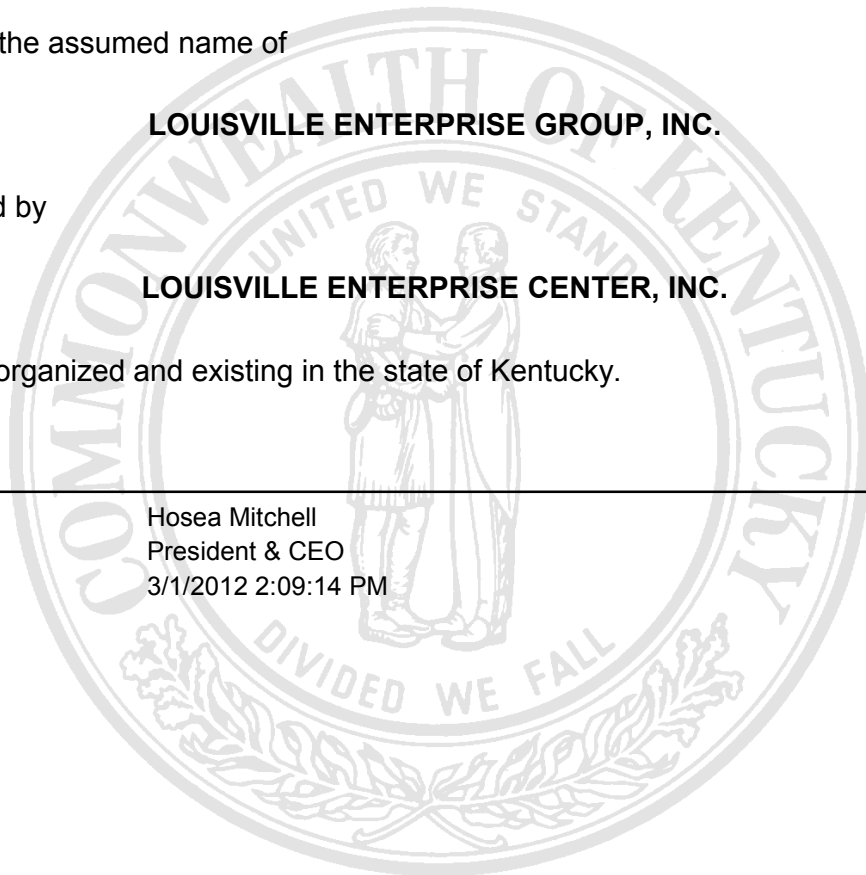 the assumed name of
LOUISVILLE ENTERPRISE GROUP, INC.
d by
LOUISVILLE ENTERPRISE CENTER, INC.
organized and existing in the state of Kentucky.
Hosea Mitchell
President & CEO
3/1/2012 2:09:14 PM
COMMONWEALTH OF KENTUCKY
UNITED WE STAND
DIVIDED WE FALL